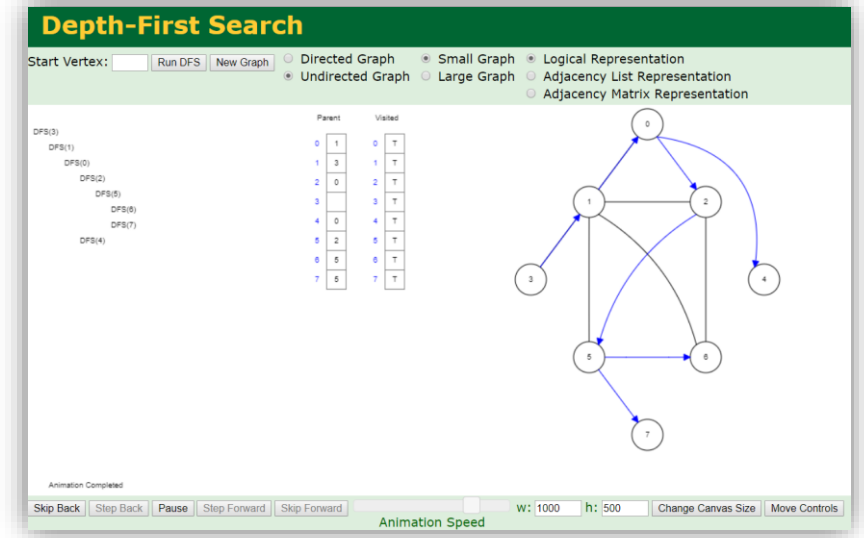 Depth-First Search
Start Vertex: Run DFS New Graph Directed Graph Small Graph Logical Representation
Undirected Graph Large Graph Adjacency List Representation
Adjacency Matrix Representation
DFS(3)
DFS(1)
DFS(0)
DFS(2)
DFS(5)
DFS(6)
DFS(7)
DFS(4)
Parent Visited
0 1 0 T
1 3 1 T
2 0 2 T
3 3 T
4 0 4 T
5 2 5 T
6 5 6 T
7 5 7 T
0
1 2
3 4
5 6
7
Animation Completed
Skip Back Step Back Pause Step Forward Skip Forward w: 1000 h: 500 Change Canvas Size Move Controls
Animation Speed